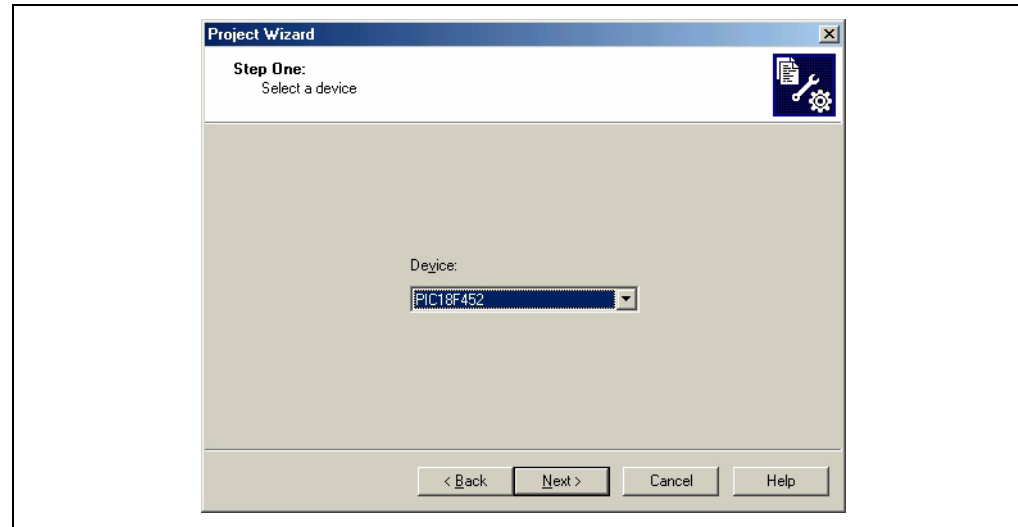 Project Wizard
Step One:
Select a device
Device:
PIC18F452
< Back Next > Cancel Help